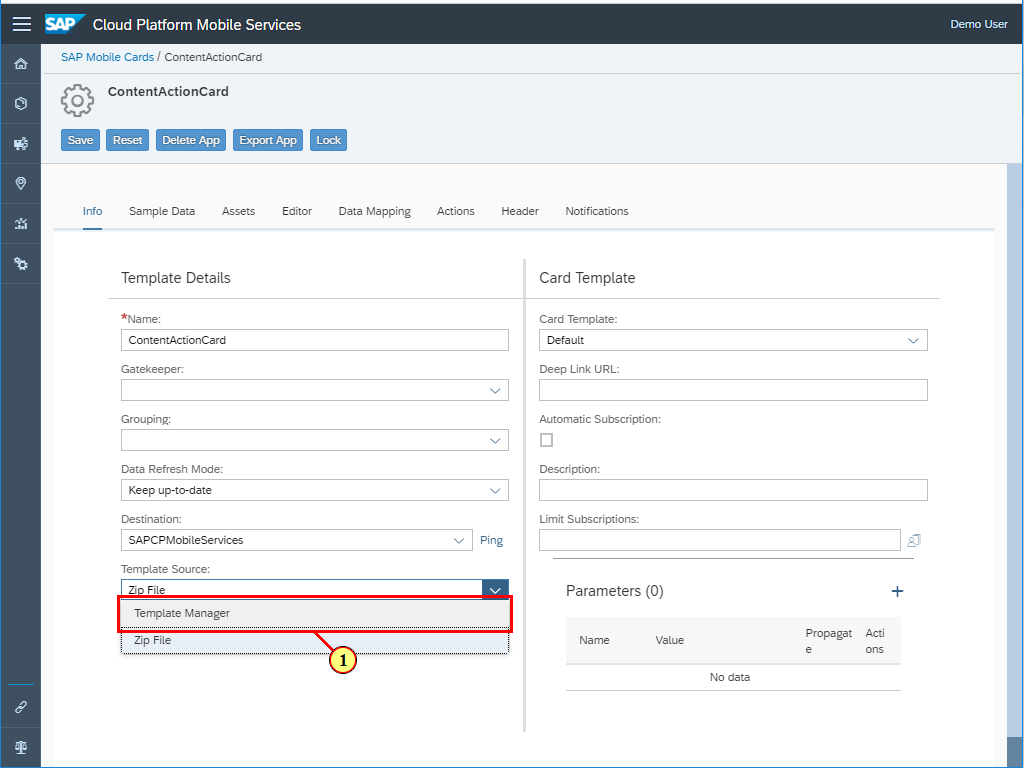 SAP Cloud Platform Mobile Services
Demo User
SAP Mobile Cards / ContentActionCard
ContentActionCard
Save Reset Delete App Export App Lock
Info Sample Data Assets Editor Data Mapping Actions Header Notifications
Template Details
*Name:
ContentActionCard
Gatekeeper:
Grouping:
Data Refresh Mode:
Keep up-to-date
Destination:
SAPCPMobileServices Ping
Template Source:
Zip File
Template Manager
Zip File
1
Card Template
Card Template:
Default
Deep Link URL:
Automatic Subscription:
Description:
Limit Subscriptions:
Parameters (0) +
Name Value Propagat Acti
e ons
No data